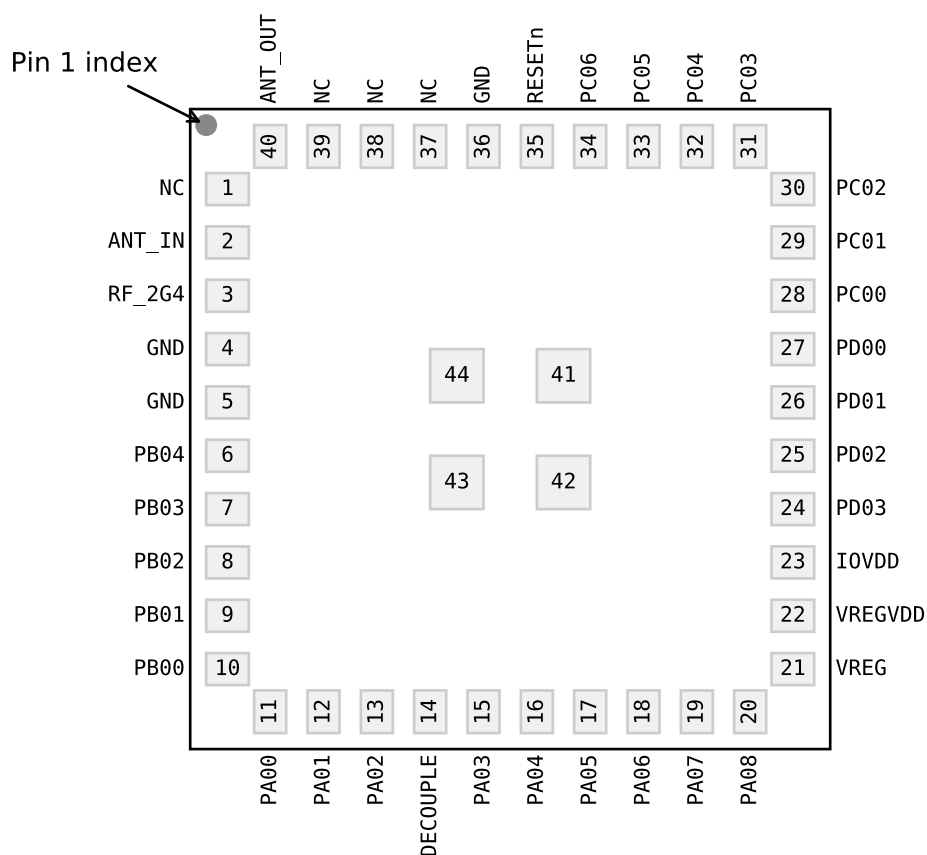 Pin 1 index
ANT_OUT NC NC NC GND RESETn PC06 PC05 PC04 PC03
40 39 38 37 36 35 34 33 32 31
NC 1 30 PC02
ANT_IN 2 29 PC01
RF_2G4 3 28 PC00
GND 4 27 PD00
44 41
GND 5 26 PD01
PB04 6 25 PD02
43 42
PB03 7 24 PD03
PB02 8 23 IOVDD
PB01 9 22 VREGVDD
PB00 10 21 VREG
11 12 13 14 15 16 17 18 19 20
PA00 PA01 PA02 DECOUPLE PA03 PA04 PA05 PA06 PA07 PA08